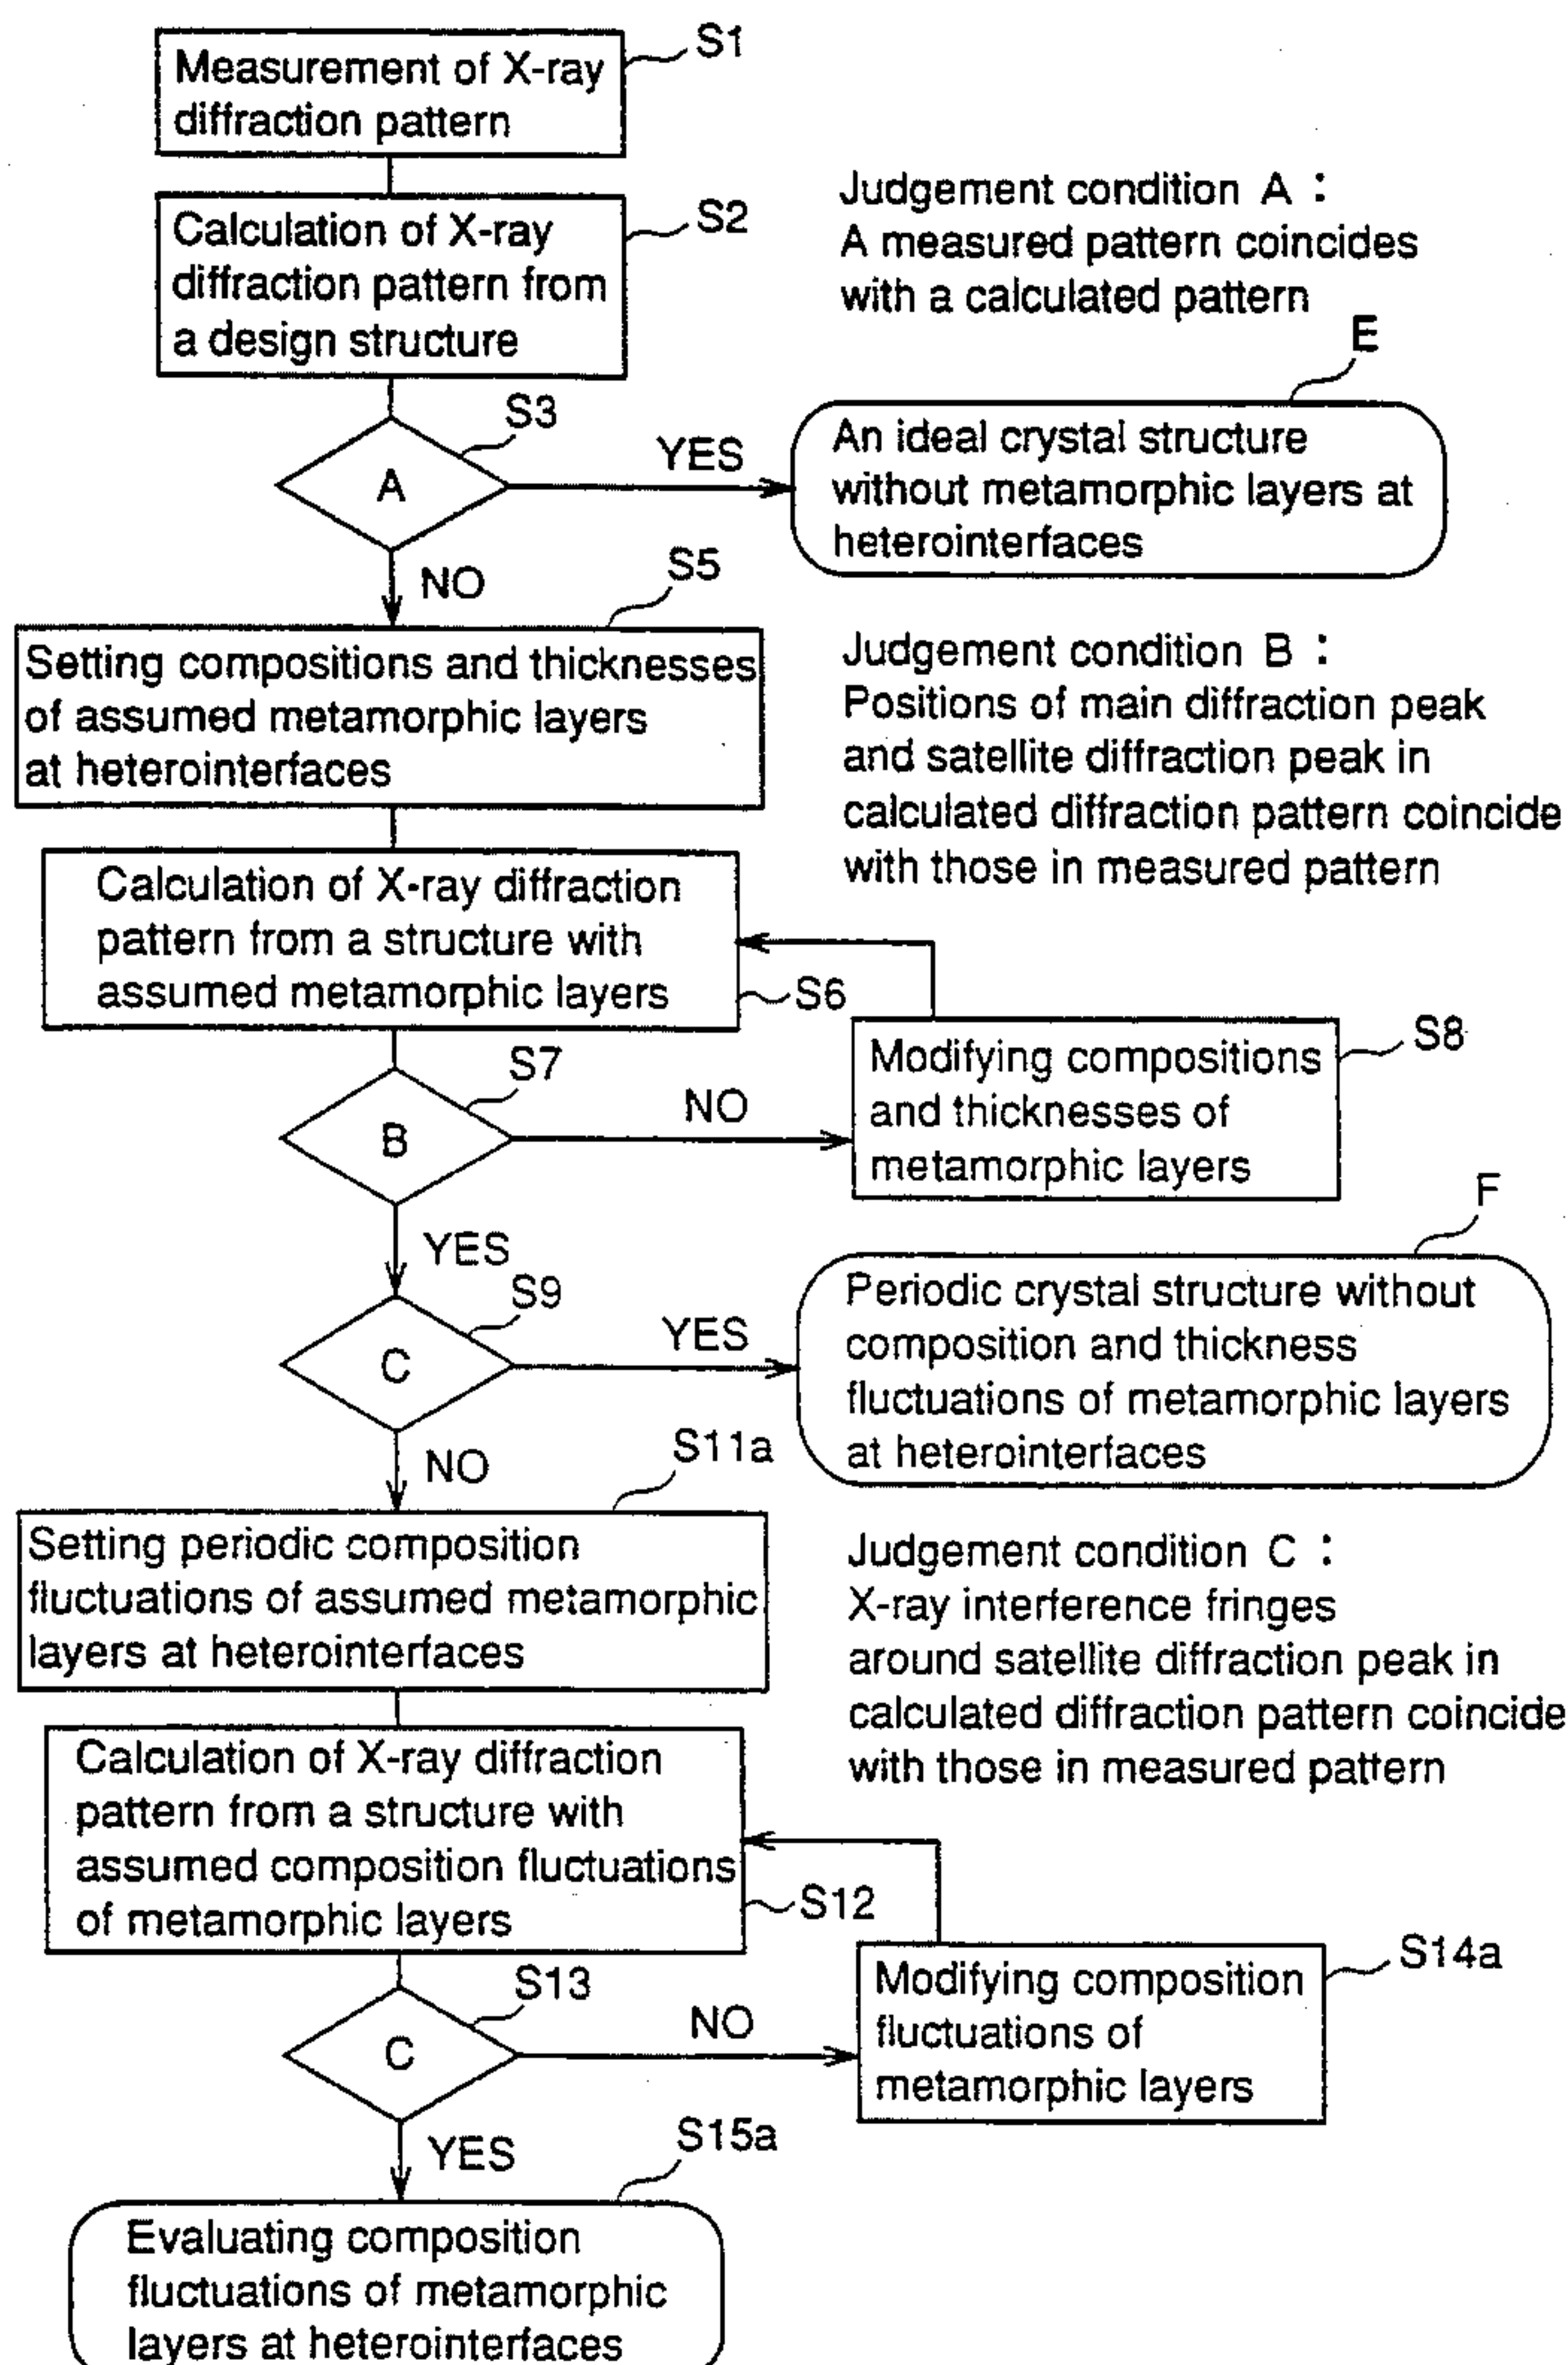 S1
Measurement of X-ray
diffraction pattern
S2
Calculation of X-ray
diffraction pattern from
a design structure
Judgement condition A :
A measured pattern coincides
with a calculated pattern
S3
A
YES
E
An ideal crystal structure
without metamorphic layers at
heterointerfaces
NO
S5
Setting compositions and thicknesses
of assumed metamorphic layers
at heterointerfaces
Judgement condition B :
Positions of main diffraction peak
and satellite diffraction peak in
calculated diffraction pattern coincide
with those in measured pattern
Calculation of X-ray diffraction
pattern from a structure with
assumed metamorphic layers
S6
S7
B
NO
S8
Modifying compositions
and thicknesses of
metamorphic layers
YES
S9
C
YES
F
Periodic crystal structure without
composition and thickness
fluctuations of metamorphic layers
at heterointerfaces
NO
S11a
Setting periodic composition
fluctuations of assumed metamorphic
layers at heterointerfaces
Judgement condition C :
X-ray interference fringes
around satellite diffraction peak in
calculated diffraction pattern coincide
with those in measured pattern
Calculation of X-ray diffraction
pattern from a structure with
assumed composition fluctuations
of metamorphic layers
S12
S13
C
NO
S14a
Modifying composition
fluctuations of
metamorphic layers
YES
S15a
Evaluating composition
fluctuations of metamorphic
layers at heterointerfaces